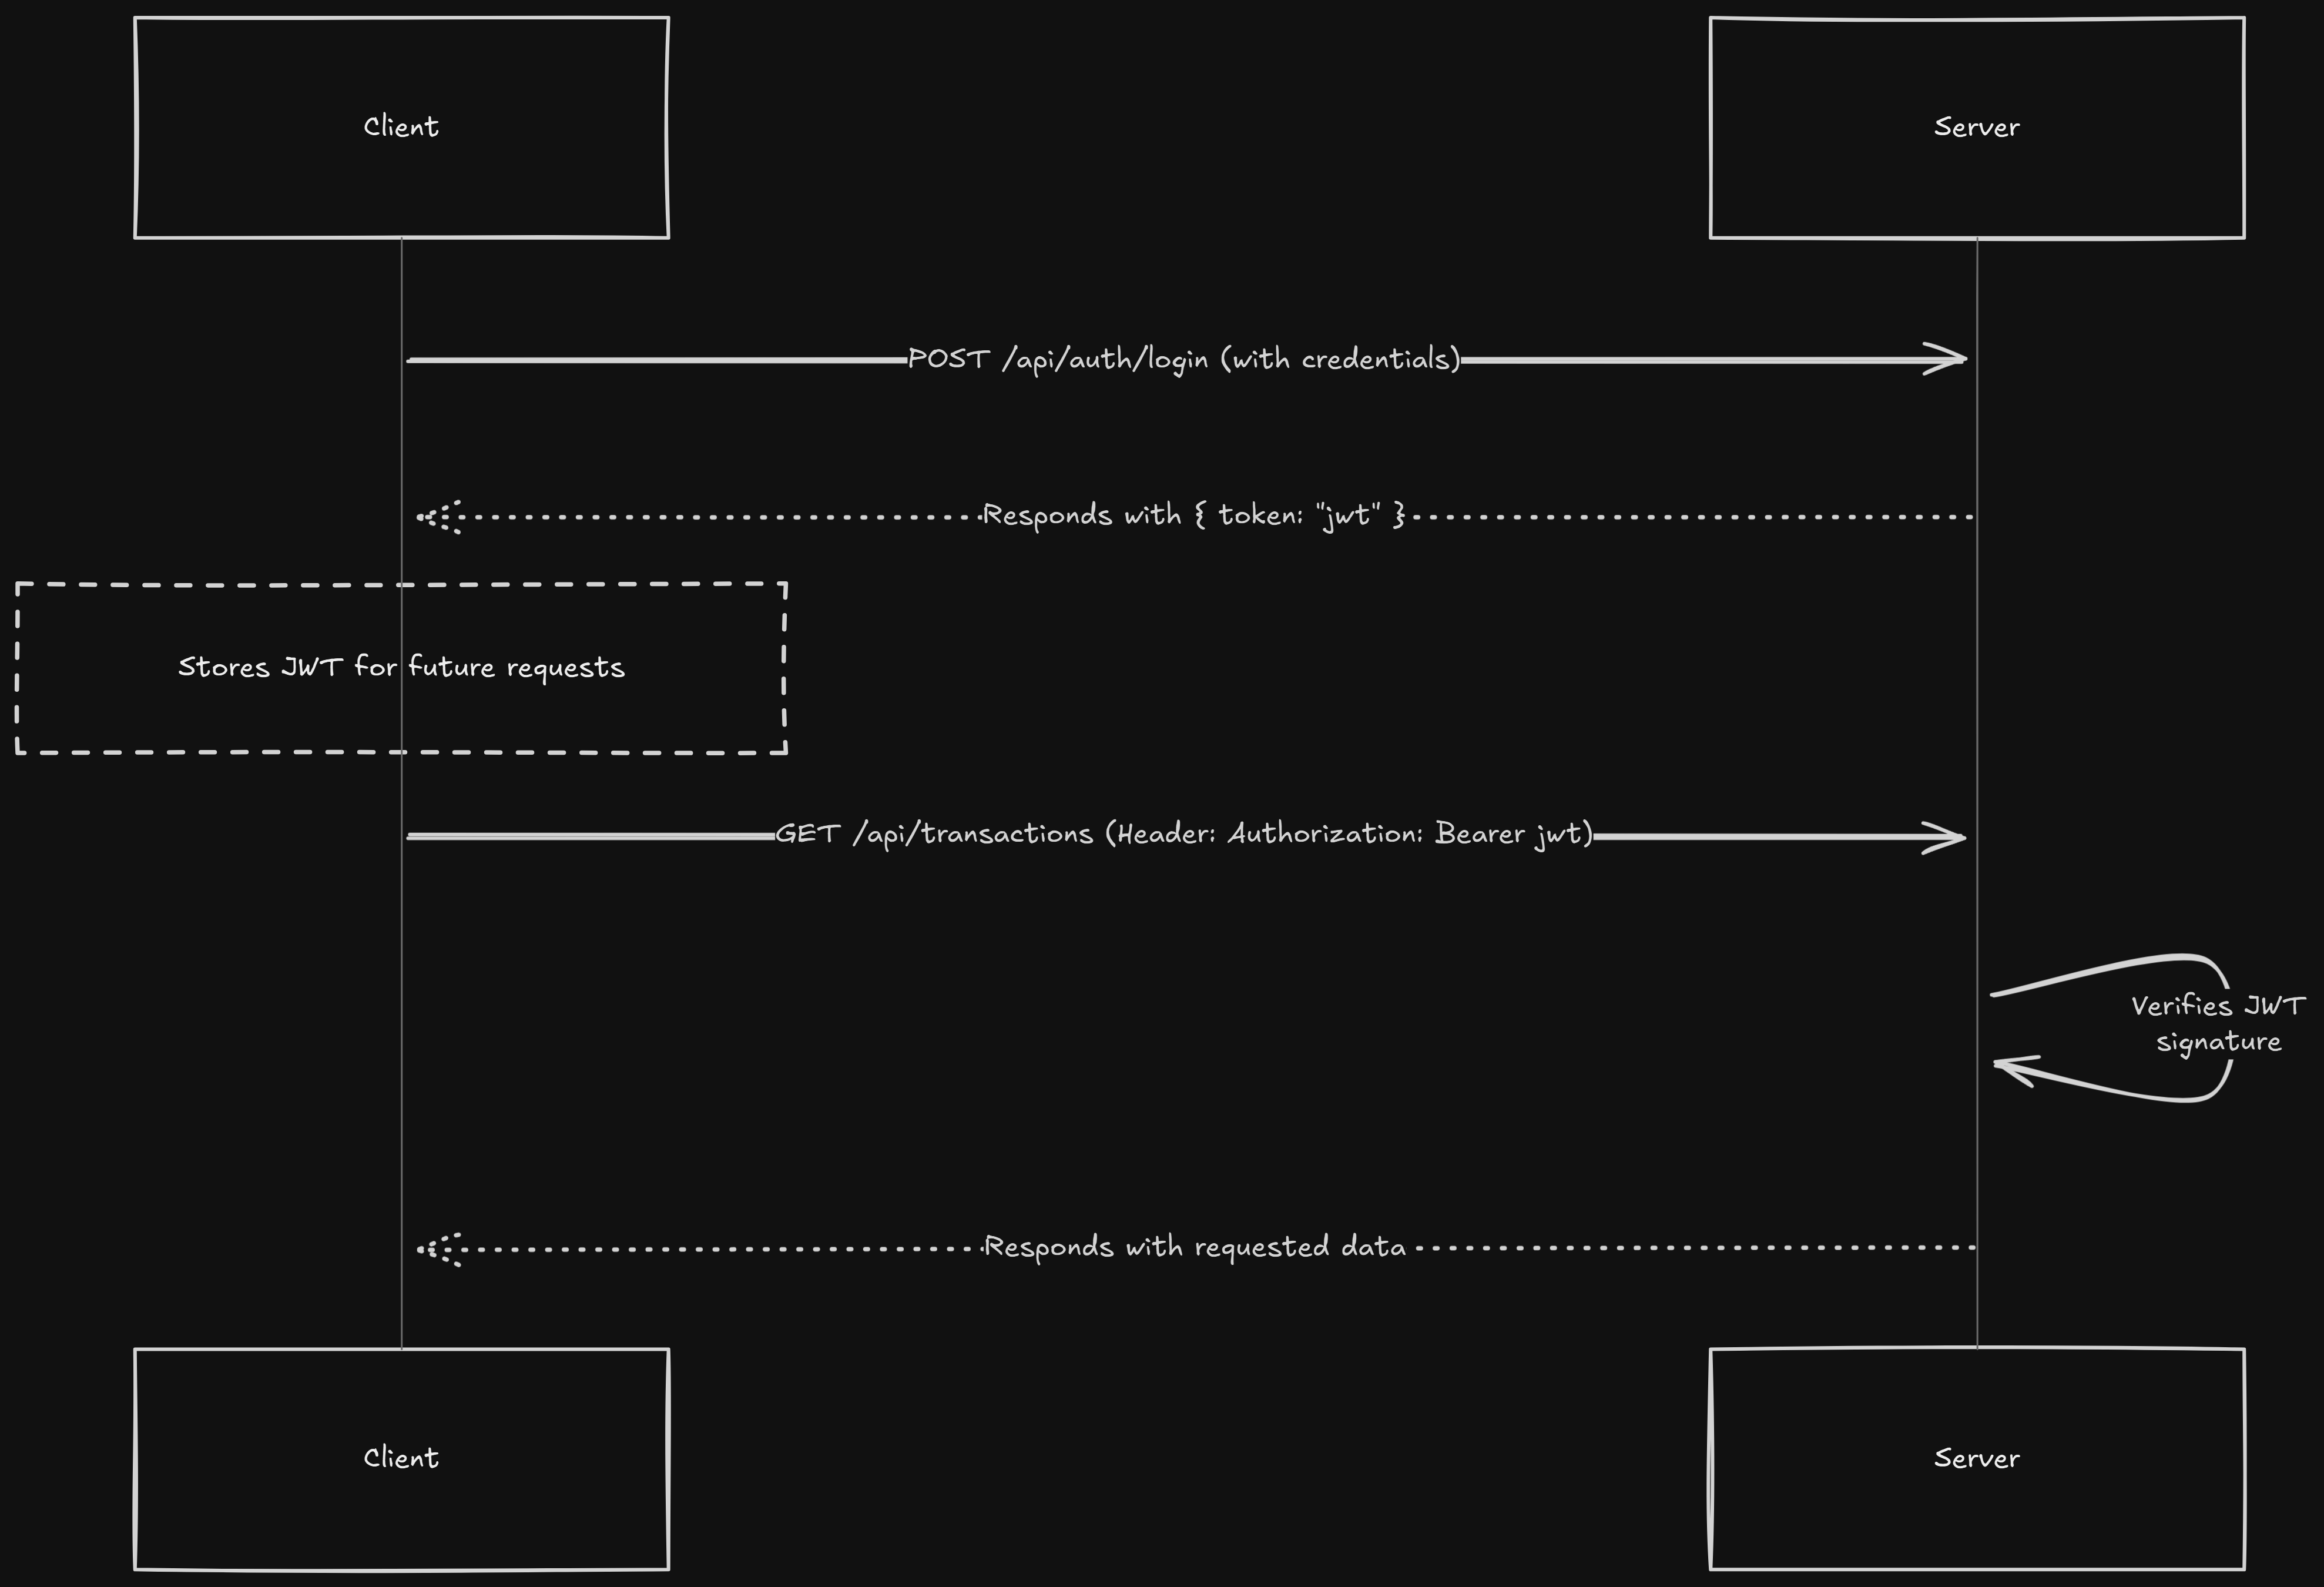 Client
Server
POST /api/auth/login (with credentials)
Responds with { token: "jwt" }
Stores JWT for future requests
GET /api/transactions (Header: Authorization: Bearer jwt)
Verifies JWT
signature
Responds with requested data
Client
Server